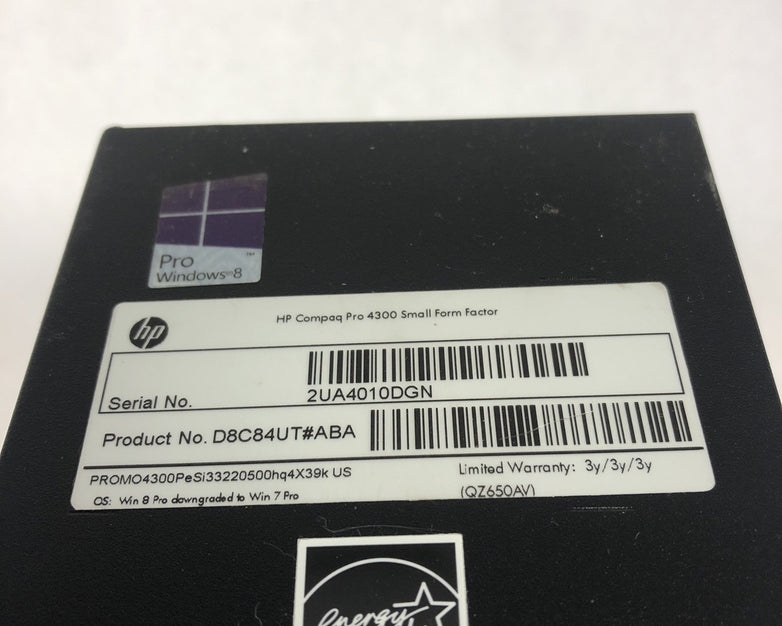 Pro
Windows 8
hp
HP Compaq Pro 4300 Small Form Factor
Serial No.
2UA4010DGN
Product No. D8C84UT#ABA
PROMO4300PeSi33220500hq4X39k US
Limited Warranty: 3y/3y/3y
OS: Win 8 Pro downgraded to Win 7 Pro
(QZ650AV)
energy